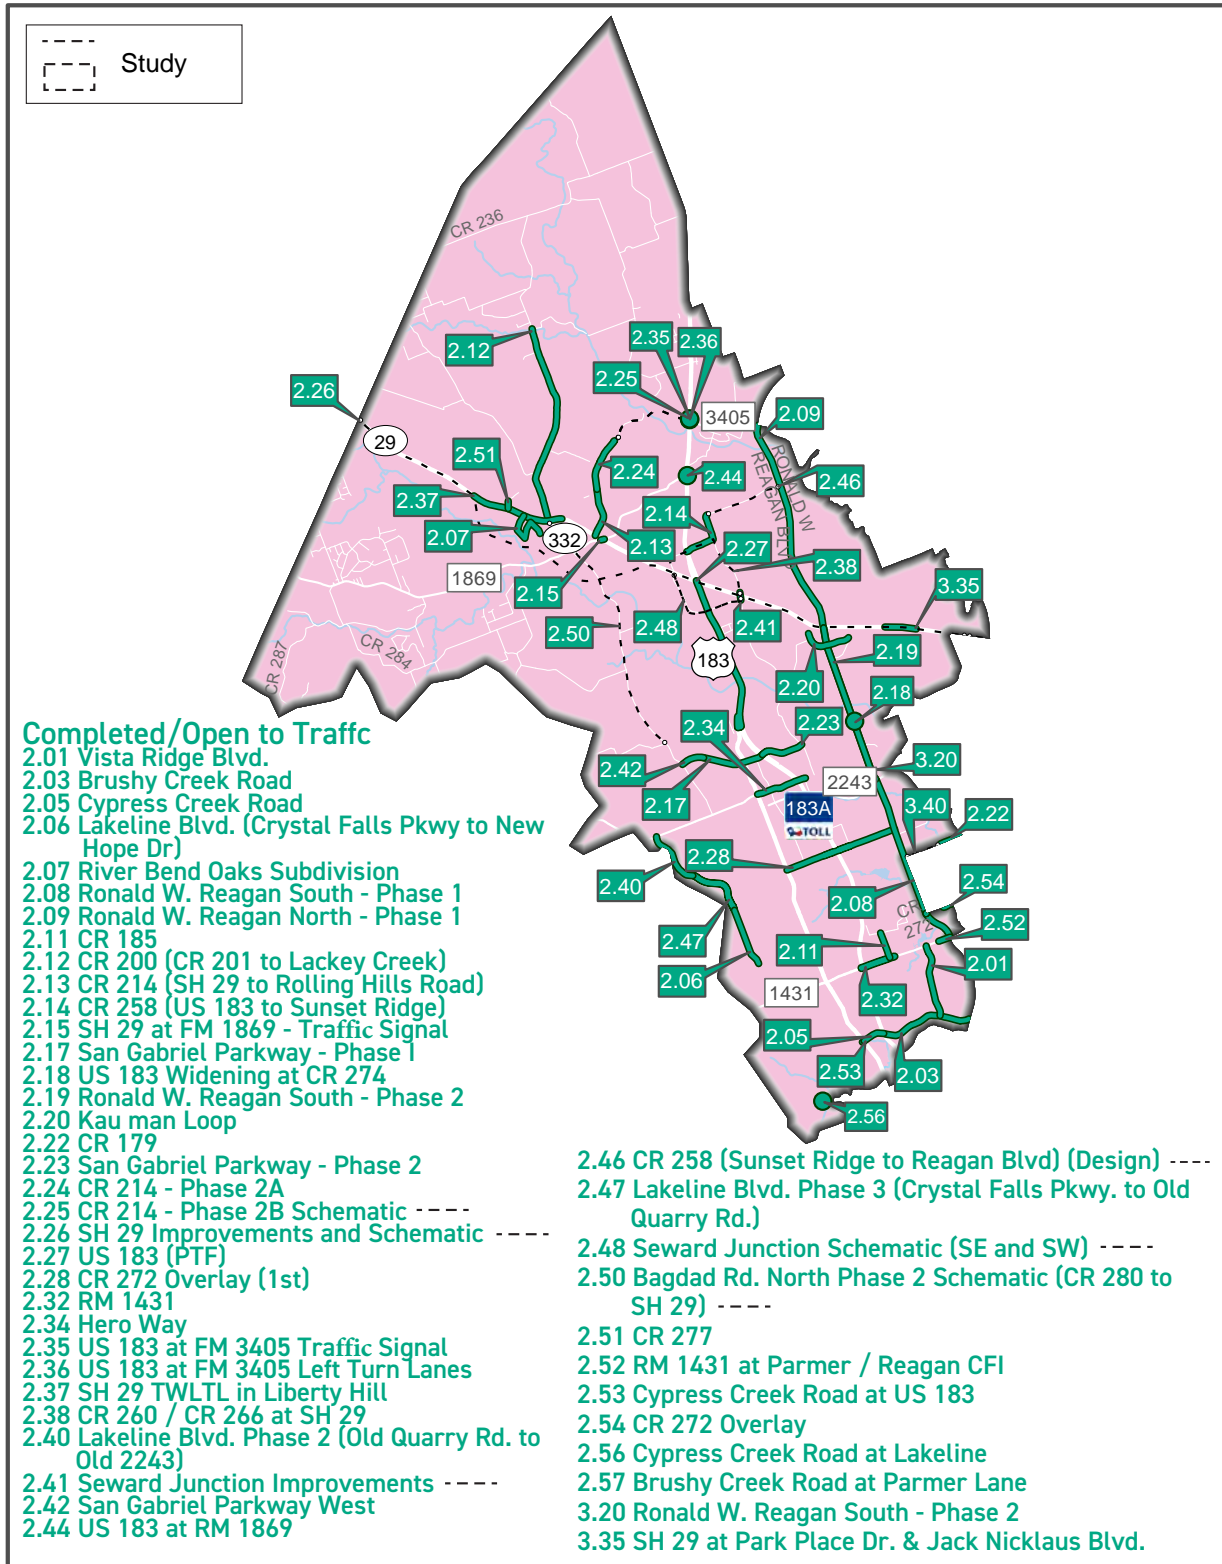 Study
CR 236
2.12
2.35
2.36
2.25
2.26
3405
2.09
29
RONALD W
REAGAN BLVD
2.51
2.24
2.44
2.46
2.37
2.14
2.07
332
2.13
2.27
2.38
1869
2.15
3.35
2.50
2.48
2.41
CR 287
CR 284
183
2.20
2.19
2.18
2.34
2.23
2.42
3.20
2243
2.17
183A
TOLL
3.40
2.22
2.28
2.40
2.08
2.54
CR
272
2.52
2.47
2.11
2.01
2.06
1431
2.32
2.05
2.53
2.03
2.56
Completed/Open to Traffc
2.01 Vista Ridge Blvd.
2.03 Brushy Creek Road
2.05 Cypress Creek Road
2.06 Lakeline Blvd. (Crystal Falls Pkwy to New
Hope Dr)
2.07 River Bend Oaks Subdivision
2.08 Ronald W. Reagan South - Phase 1
2.09 Ronald W. Reagan North - Phase 1
2.11 CR 185
2.12 CR 200 (CR 201 to Lackey Creek)
2.13 CR 214 (SH 29 to Rolling Hills Road)
2.14 CR 258 (US 183 to Sunset Ridge)
2.15 SH 29 at FM 1869 - Traffic Signal
2.17 San Gabriel Parkway - Phase I
2.18 US 183 Widening at CR 274
2.19 Ronald W. Reagan South - Phase 2
2.20 Kau man Loop
2.22 CR 179
2.23 San Gabriel Parkway - Phase 2
2.24 CR 214 - Phase 2A
2.25 CR 214 - Phase 2B Schematic ----
2.26 SH 29 Improvements and Schematic ----
2.27 US 183 (PTF)
2.28 CR 272 Overlay (1st)
2.32 RM 1431
2.34 Hero Way
2.35 US 183 at FM 3405 Traffic Signal
2.36 US 183 at FM 3405 Left Turn Lanes
2.37 SH 29 TWLTL in Liberty Hill
2.38 CR 260 / CR 266 at SH 29
2.40 Lakeline Blvd. Phase 2 (Old Quarry Rd. to
Old 2243)
2.41 Seward Junction Improvements ----
2.42 San Gabriel Parkway West
2.44 US 183 at RM 1869
2.46 CR 258 (Sunset Ridge to Reagan Blvd) (Design) ----
2.47 Lakeline Blvd. Phase 3 (Crystal Falls Pkwy. to Old
Quarry Rd.)
2.48 Seward Junction Schematic (SE and SW) ----
2.50 Bagdad Rd. North Phase 2 Schematic (CR 280 to
SH 29) ----
2.51 CR 277
2.52 RM 1431 at Parmer / Reagan CFI
2.53 Cypress Creek Road at US 183
2.54 CR 272 Overlay
2.56 Cypress Creek Road at Lakeline
2.57 Brushy Creek Road at Parmer Lane
3.20 Ronald W. Reagan South - Phase 2
3.35 SH 29 at Park Place Dr. & Jack Nicklaus Blvd.